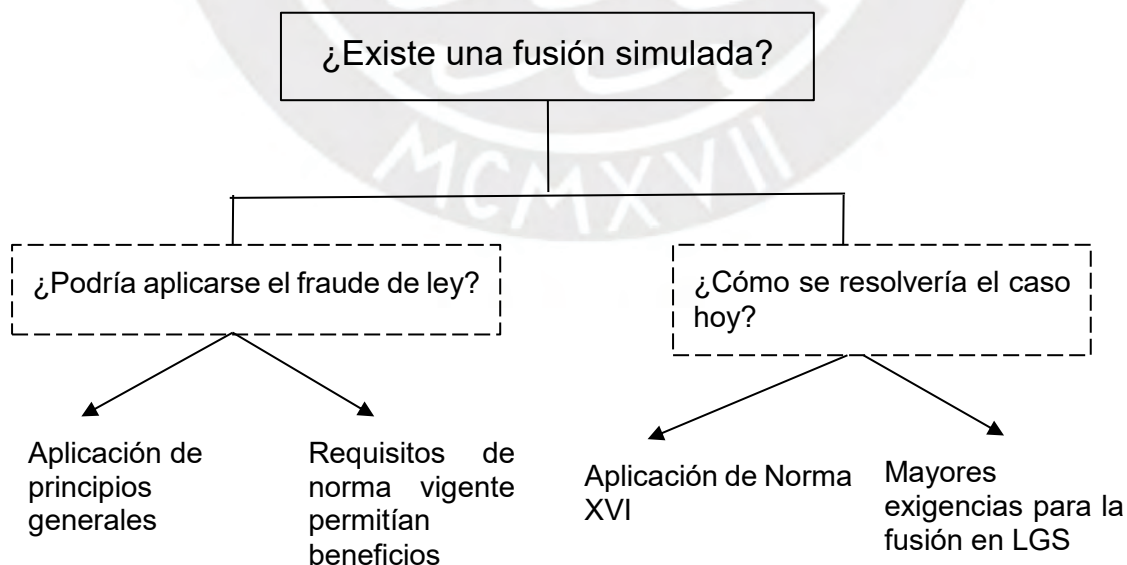 ¿Existe una fusión simulada?
MCMXVII
¿Podría aplicarse el fraude de ley?
¿Cómo se resolvería el caso
hoy?
Aplicación de
principios
generales
Requisitos de
norma vigente
permitían
beneficios
Aplicación de Norma
XVI
Mayores
exigencias para la
fusión en LGS